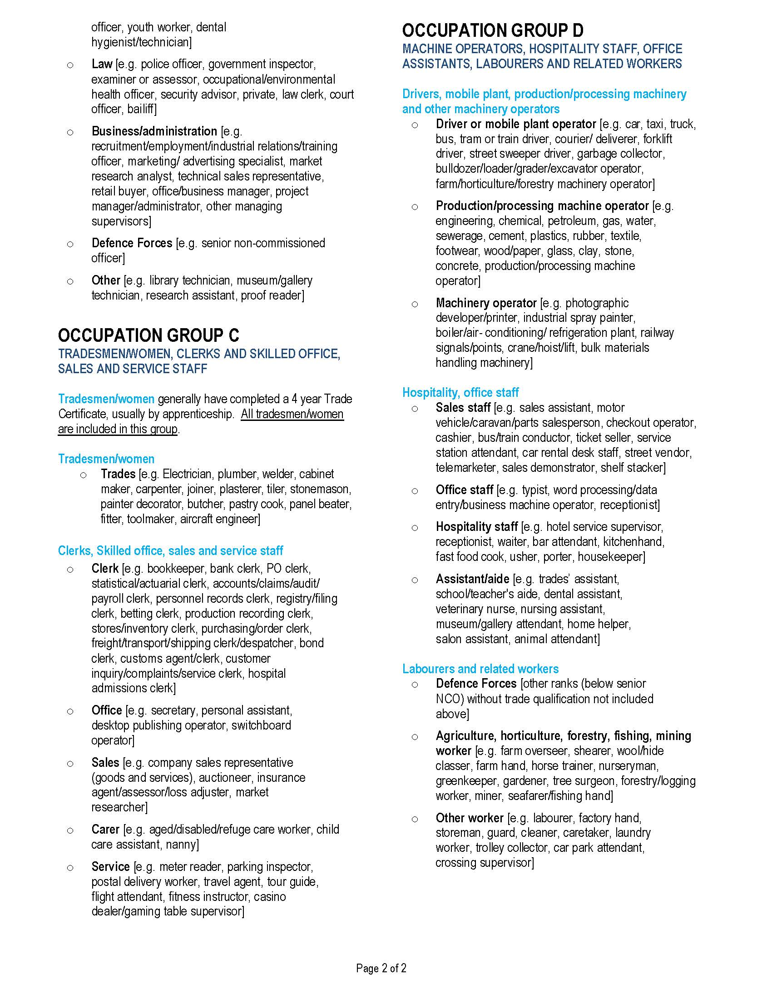 officer, youth worker, dental
hygienist/technician]
o Law [e.g. police officer, government inspector,
examiner or assessor, occupational/environmental
health officer, security advisor, private, law clerk, court
officer, bailiff]
o Business/administration [e.g.
recruitment/employment/industrial relations/training
officer, marketing/ advertising specialist, market
research analyst, technical sales representative,
retail buyer, office/business manager, project
manager/administrator, other managing
supervisors]
o Defence Forces [e.g. senior non-commissioned
officer]
o Other [e.g. library technician, museum/gallery
technician, research assistant, proof reader]
OCCUPATION GROUP C
TRADESMEN/WOMEN, CLERKS AND SKILLED OFFICE,
SALES AND SERVICE STAFF
Tradesmen/women generally have completed a 4 year Trade
Certificate, usually by apprenticeship. All tradesmen/women
are included in this group.
Tradesmen/women
o Trades [e.g. Electrician, plumber, welder, cabinet
maker, carpenter, joiner, plasterer, tiler, stonemason,
painter decorator, butcher, pastry cook, panel beater,
fitter, toolmaker, aircraft engineer]
Clerks, Skilled office, sales and service staff
o Clerk [e.g. bookkeeper, bank clerk, PO clerk,
statistical/actuarial clerk, accounts/claims/audit/
payroll clerk, personnel records clerk, registry/filing
clerk, betting clerk, production recording clerk,
stores/inventory clerk, purchasing/order clerk,
freight/transport/shipping clerk/despatcher, bond
clerk, customs agent/clerk, customer
inquiry/complaints/service clerk, hospital
admissions clerk]
o Office [e.g. secretary, personal assistant,
desktop publishing operator, switchboard
operator]
o Sales [e.g. company sales representative
(goods and services), auctioneer, insurance
agent/assessor/loss adjuster, market
researcher]
o Carer [e.g. aged/disabled/refuge care worker, child
care assistant, nanny]
o Service [e.g. meter reader, parking inspector,
postal delivery worker, travel agent, tour guide,
flight attendant, fitness instructor, casino
dealer/gaming table supervisor]
OCCUPATION GROUP D
MACHINE OPERATORS, HOSPITALITY STAFF, OFFICE
ASSISTANTS, LABOURERS AND RELATED WORKERS
Drivers, mobile plant, production/processing machinery
and other machinery operators
o Driver or mobile plant operator [e.g. car, taxi, truck,
bus, tram or train driver, courier/ deliverer, forklift
driver, street sweeper driver, garbage collector,
bulldozer/loader/grader/excavator operator,
farm/horticulture/forestry machinery operator]
o Production/processing machine operator [e.g.
engineering, chemical, petroleum, gas, water,
sewerage, cement, plastics, rubber, textile,
footwear, wood/paper, glass, clay, stone,
concrete, production/processing machine
operator]
o Machinery operator [e.g. photographic
developer/printer, industrial spray painter,
boiler/air- conditioning/ refrigeration plant, railway
signals/points, crane/hoist/lift, bulk materials
handling machinery]
Hospitality, office staff
o Sales staff [e.g. sales assistant, motor
vehicle/caravan/parts salesperson, checkout operator,
cashier, bus/train conductor, ticket seller, service
station attendant, car rental desk staff, street vendor,
telemarketer, sales demonstrator, shelf stacker]
o Office staff [e.g. typist, word processing/data
entry/business machine operator, receptionist]
o Hospitality staff [e.g. hotel service supervisor,
receptionist, waiter, bar attendant, kitchenhand,
fast food cook, usher, porter, housekeeper]
o Assistant/aide [e.g. trades’ assistant,
school/teacher's aide, dental assistant,
veterinary nurse, nursing assistant,
museum/gallery attendant, home helper,
salon assistant, animal attendant]
Labourers and related workers
o Defence Forces [other ranks (below senior
NCO) without trade qualification not included
above]
o Agriculture, horticulture, forestry, fishing, mining
worker [e.g. farm overseer, shearer, wool/hide
classer, farm hand, horse trainer, nurseryman,
greenkeeper, gardener, tree surgeon, forestry/logging
worker, miner, seafarer/fishing hand]
o Other worker [e.g. labourer, factory hand,
storeman, guard, cleaner, caretaker, laundry
worker, trolley collector, car park attendant,
crossing supervisor]
Page 2 of 2